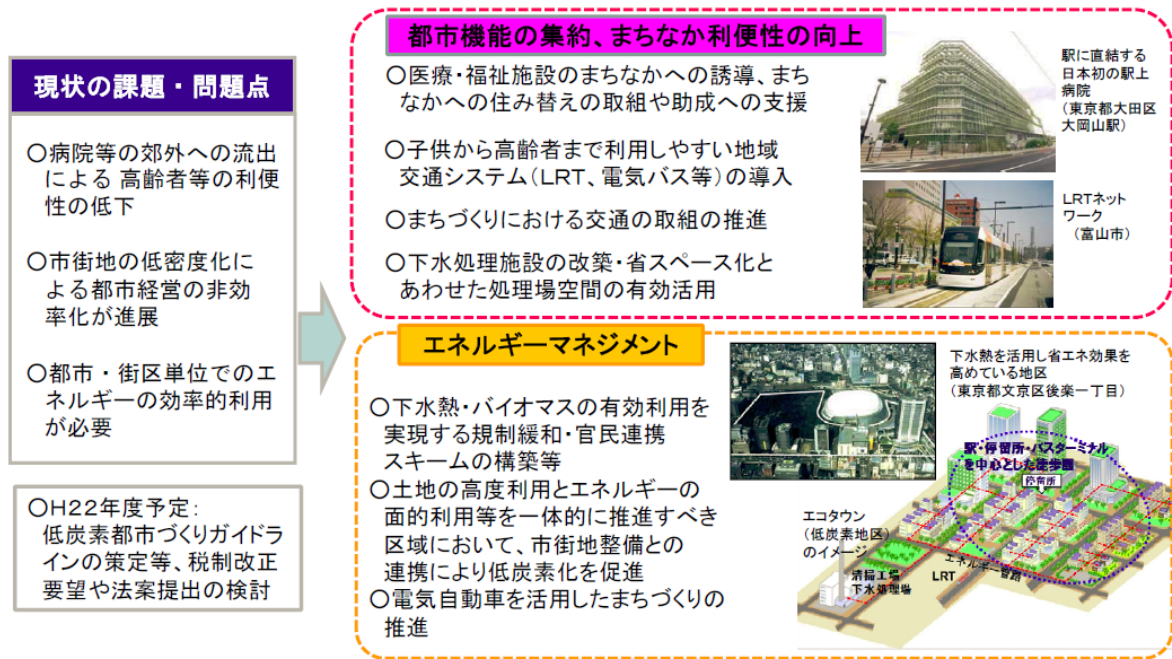 現状の課題・問題点
○病院等の郊外への流出
による 高齢者等の利便
性の低下
○市街地の低密度化に
よる都市経営の非効
率化が進展
○都市・街区単位でのエ
ネルギーの効率的利用
が必要
○H22年度予定:
低炭素都市づくりガイドラ
インの策定等、税制改正
要望や法案提出の検討
都市機能の集約、まちなか利便性の向上
○医療・福祉施設のまちなかへの誘導、まち
なかへの住み替えの取組や助成への支援
○子供から高齢者まで利用しやすい地域
交通システム(LRT、電気バス等)の導入
○まちづくりにおける交通の取組の推進
○下水処理施設の改築・省スペース化と
あわせた処理場空間の有効活用
駅に直結する
日本初の駅上
病院
(東京都大田区
大岡山駅)
LRTネット
ワーク
(富山市)
エネルギーマネジメント
○下水熱・バイオマスの有効利用を
実現する規制緩和・官民連携
スキームの構築等
○土地の高度利用とエネルギーの
面的利用等を一体的に推進すべき
区域において、市街地整備との
連携により低炭素化を促進
○電気自動車を活用したまちづくりの
推進
下水熱を活用し省エネ効果を
高めている地区
(東京都文京区後楽一丁目)
駅・停留所・バスターミナル
を中心とした徒歩圏
停留所
エコタウン
(低炭素地区)
のイメージ
清掃工場
下水処理場
LRT
エネルギー管路